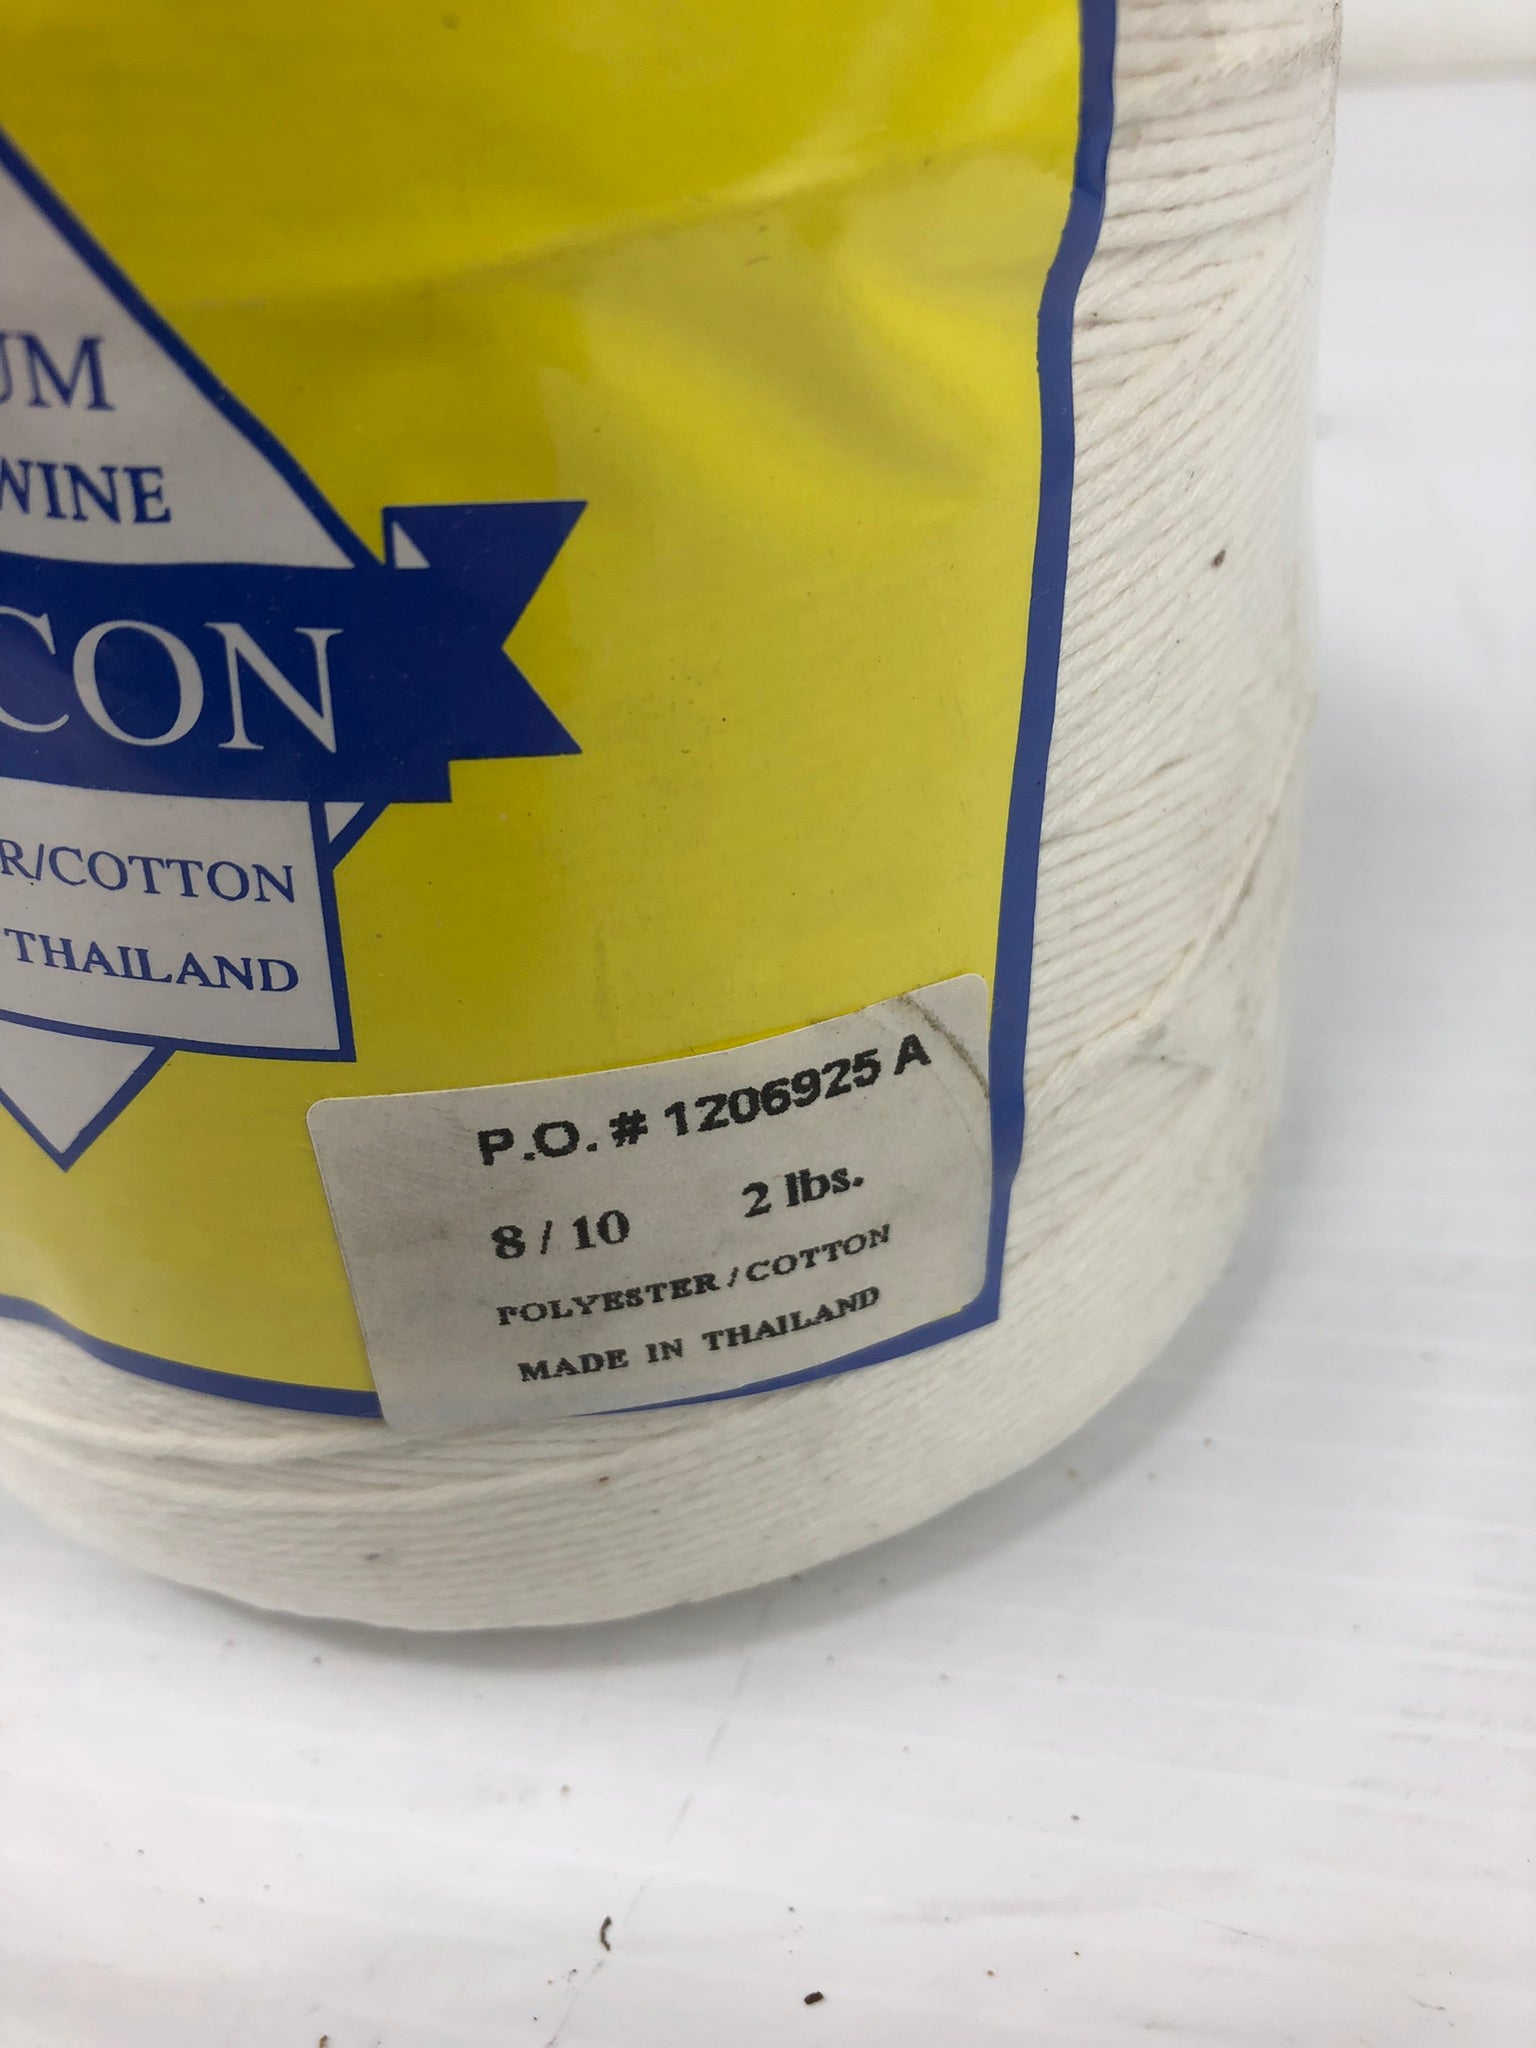 UM
WINE
CON
R/COTTON
THAILAND
P.O. # 1206925 A
8 / 10 2 lbs.
POLYESTER / COTTON
MADE IN THAILAND